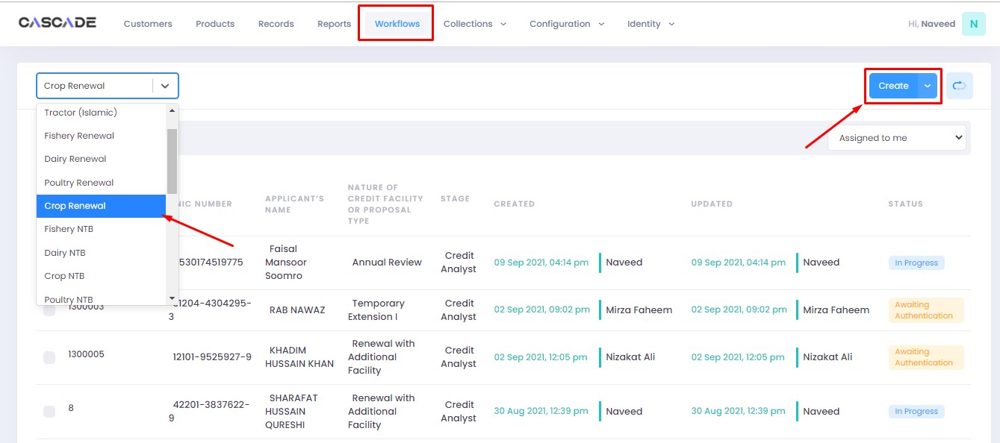 CASCADE
Customers Products Records Reports Workflows Collections Configuration Identity Hi, Naveed N
Crop Renewal
Create
Tractor (Islamic)
Fishery Renewal
Dairy Renewal
Poultry Renewal
Crop Renewal
Fishery NTB
Dairy NTB
Crop NTB
Poultry NTB
Assigned to me
NIC NUMBER
APPLICANT'S
NAME
NATURE OF
CREDIT FACILITY
OR PROPOSAL
TYPE
STAGE
CREATED
UPDATED
STATUS
530174519775
Faisal
Mansoor
Soomro
Annual Review
Credit
Analyst
09 Sep 2021, 04:14 pm
Naveed
09 Sep 2021, 04:14 pm
Naveed
In Progress
1300003
1204-4304295-
3
RAB NAWAZ
Temporary
Extension I
Credit
Analyst
02 Sep 2021, 09:02 pm
Mirza Faheem
02 Sep 2021, 09:02 pm
Mirza Faheem
Awaiting
Authentication
1300005
12101-9525927-9
KHADIM
HUSSAIN KHAN
Renewal with
Additional
Facility
Credit
Analyst
02 Sep 2021, 12:05 pm
Nizakat Ali
02 Sep 2021, 12:05 pm
Nizakat Ali
Awaiting
Authentication
8
42201-3837622-
9
SHARAFAT
HUSSAIN
QURESHI
Renewal with
Additional
Facility
Credit
Analyst
30 Aug 2021, 12:39 pm
Naveed
30 Aug 2021, 12:39 pm
Naveed
In Progress